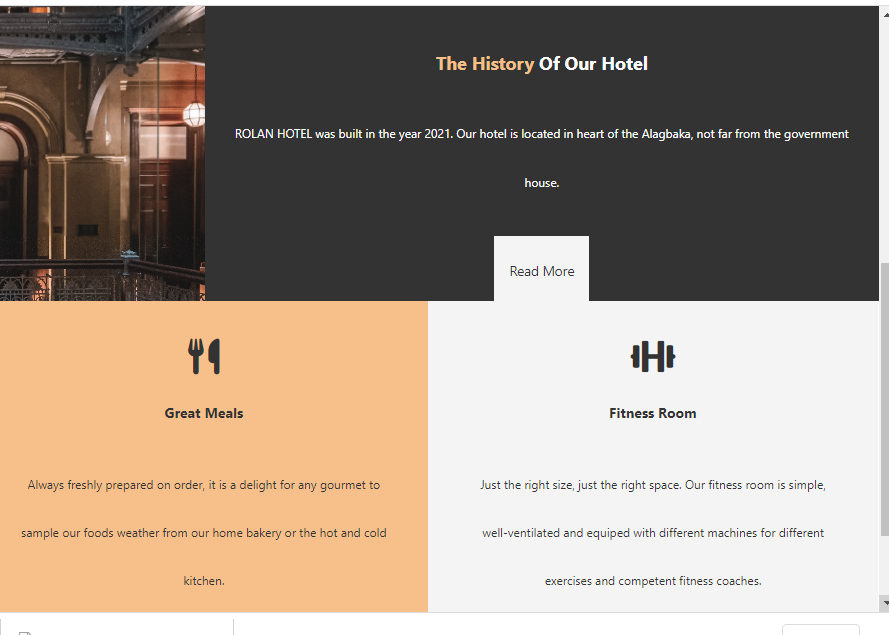 The History Of Our Hotel
ROLAN HOTEL was built in the year 2021. Our hotel is located in heart of the Alagbaka, not far from the government
house.
Read More
Great Meals
Always freshly prepared on order, it is a delight for any gourmet to
sample our foods weather from our home bakery or the hot and cold
kitchen.
Fitness Room
Just the right size, just the right space. Our fitness room is simple,
well-ventilated and equiped with different machines for different
exercises and competent fitness coaches.